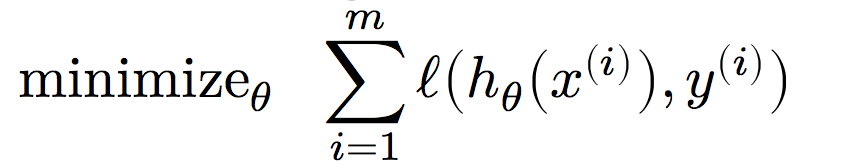 minimize_θ ∑_{i=1}^{m} ℓ(h_θ(x^{(i)}), y^{(i)})